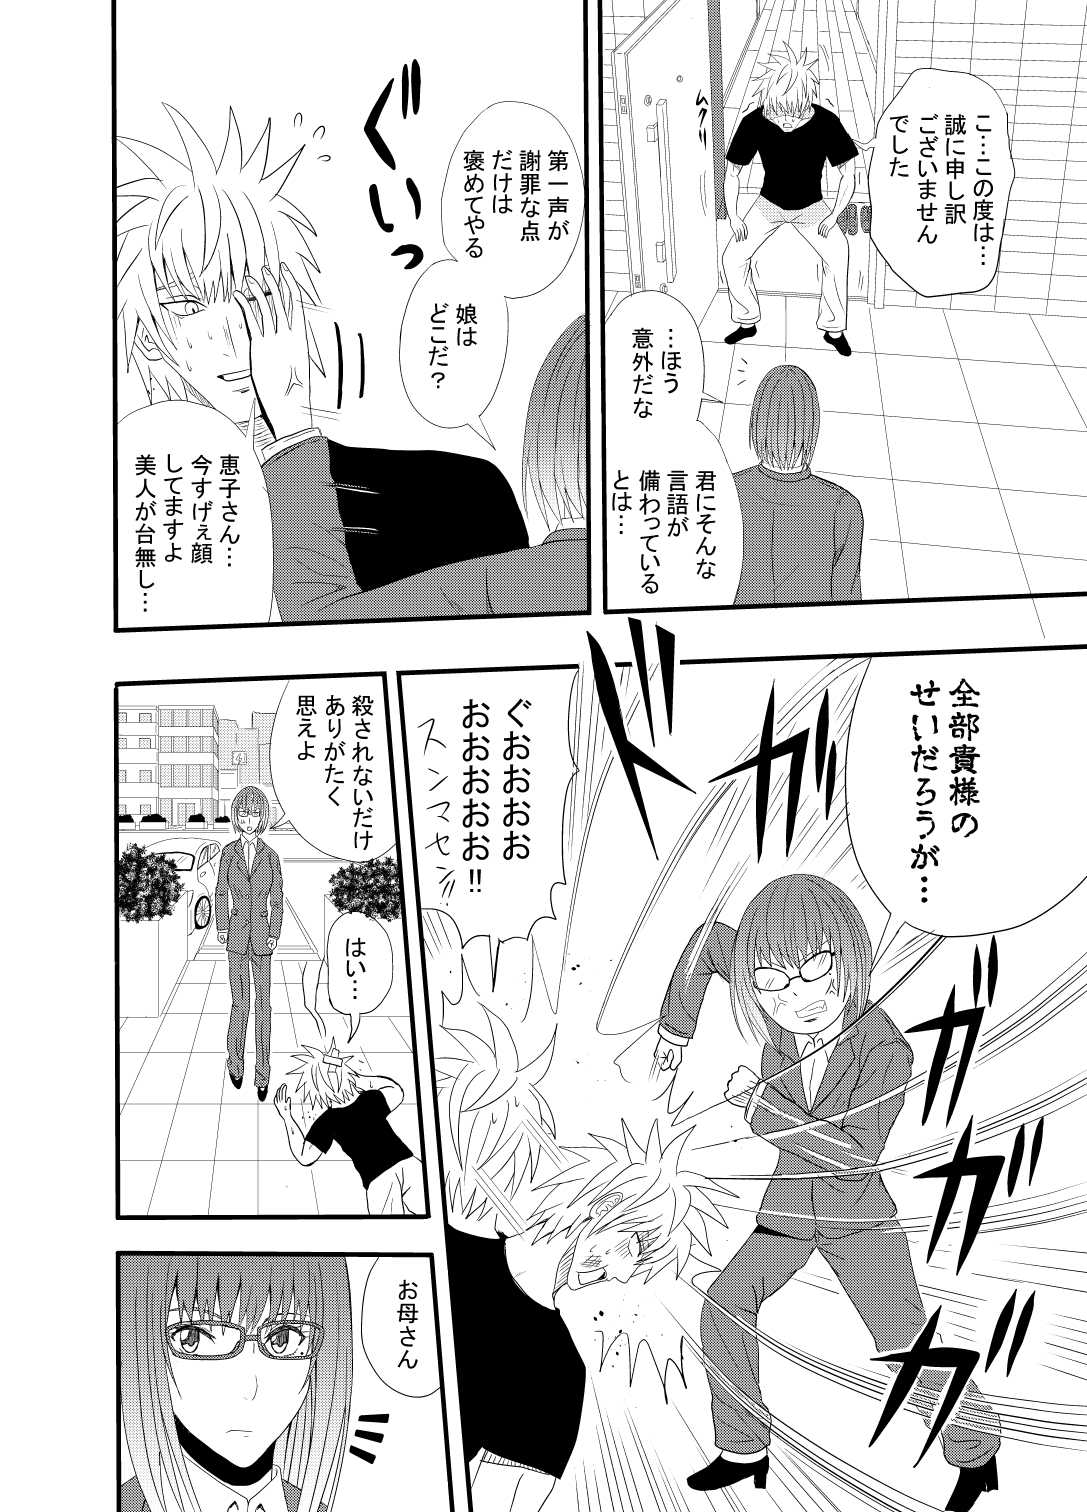 こ…この度は…
誠に申し訳
ございません
でした
ムクリ
…ほう
意外だな
君にそんな
言語が
備わっている
とは…
第一声が
謝罪な点
だけは
褒めてやる
娘は
どこだ？
ぐいっ
恵子さん…
今すげぇ顔
してますよ
美人が台無し…
全部貴様の
せいだろうが…
ドドガガガ
ぐおおおお
おおおおお!!
スンマセン!!
殺されないだけ
ありがたく
思えよ
はい…
お母さん